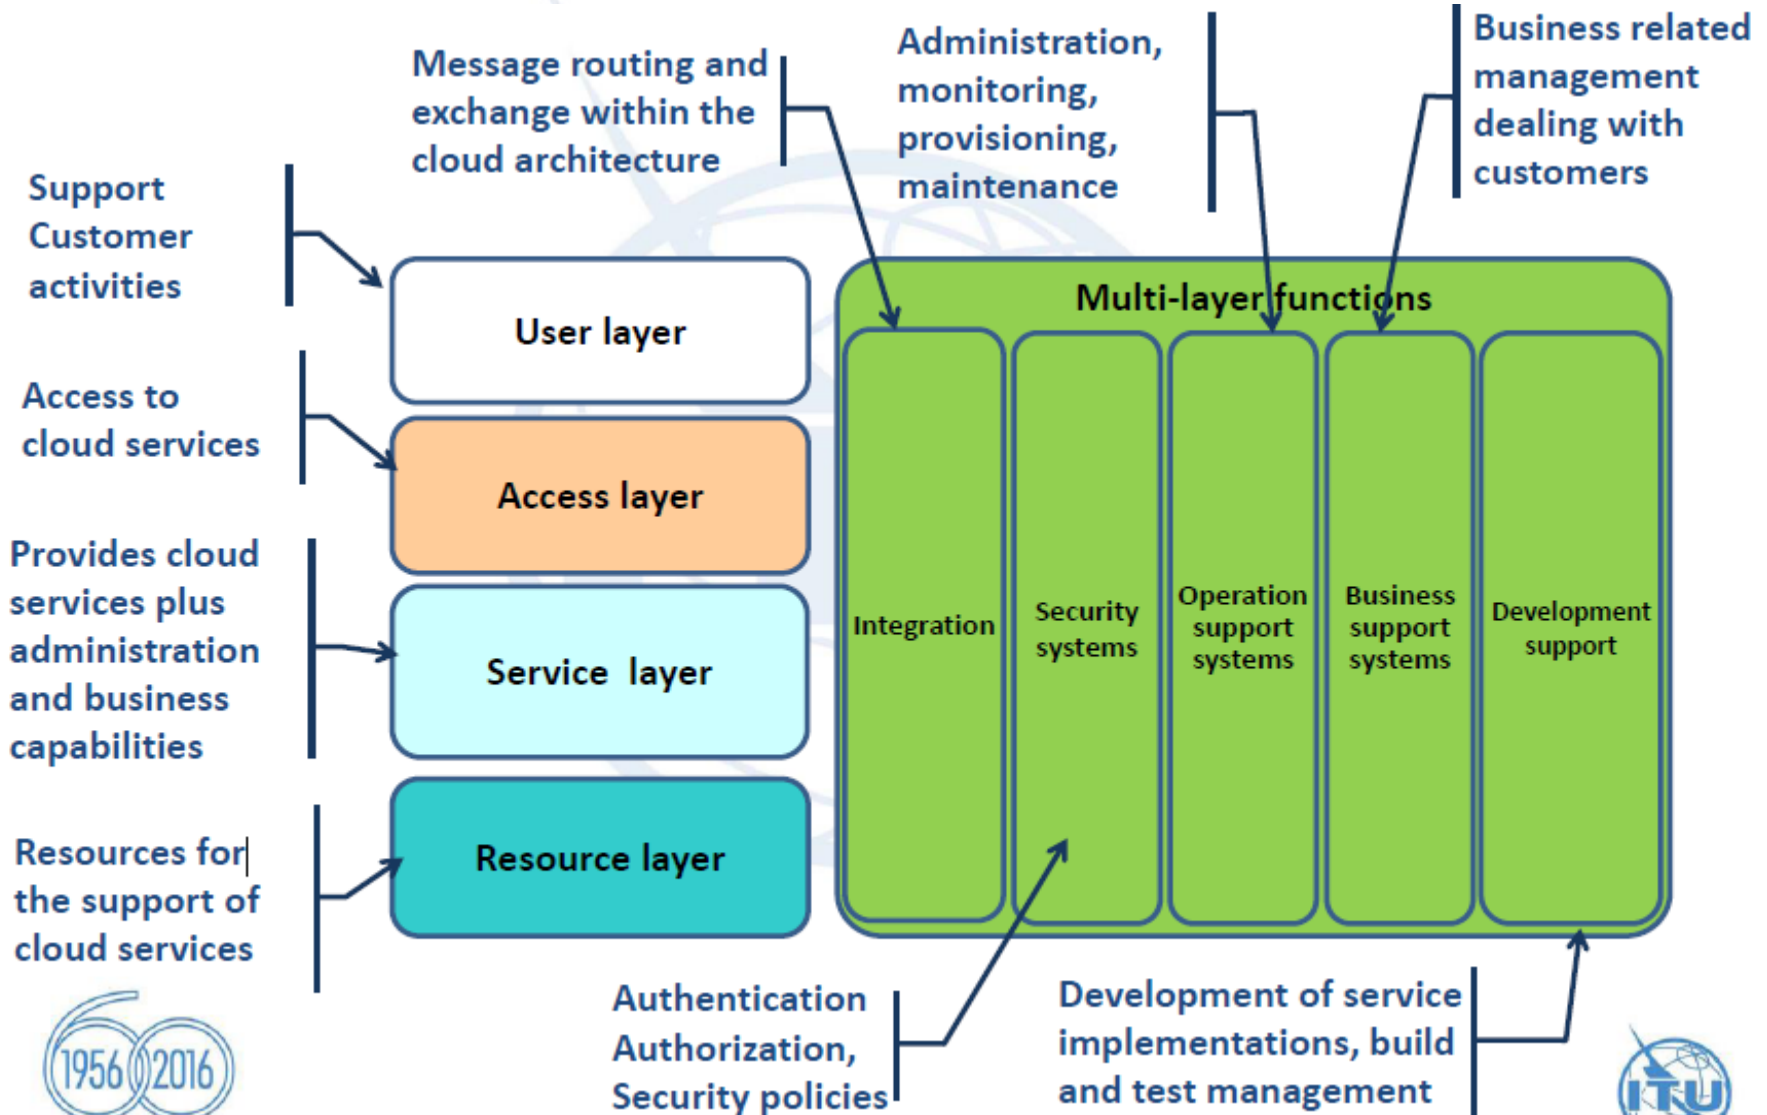 Message routing and
exchange within the
cloud architecture
Administration,
monitoring,
provisioning,
maintenance
Business related
management
dealing with
customers
Support
Customer
activities
Access to
cloud services
Provides cloud
services plus
administration
and business
capabilities
Resources for
the support of
cloud services
User layer
Access layer
Service layer
Resource layer
Multi-layer functions
Integration
Security
systems
Operation
support
systems
Business
support
systems
Development
support
Authentication
Authorization,
Security policies
Development of service
implementations, build
and test management
60
1956 2016
ITU